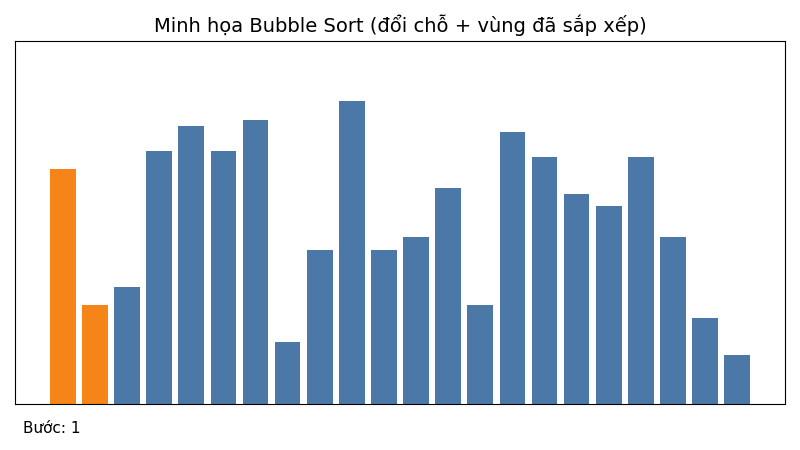 Minh họa Bubble Sort (đổi chỗ + vùng đã sắp xếp)
Bước: 1